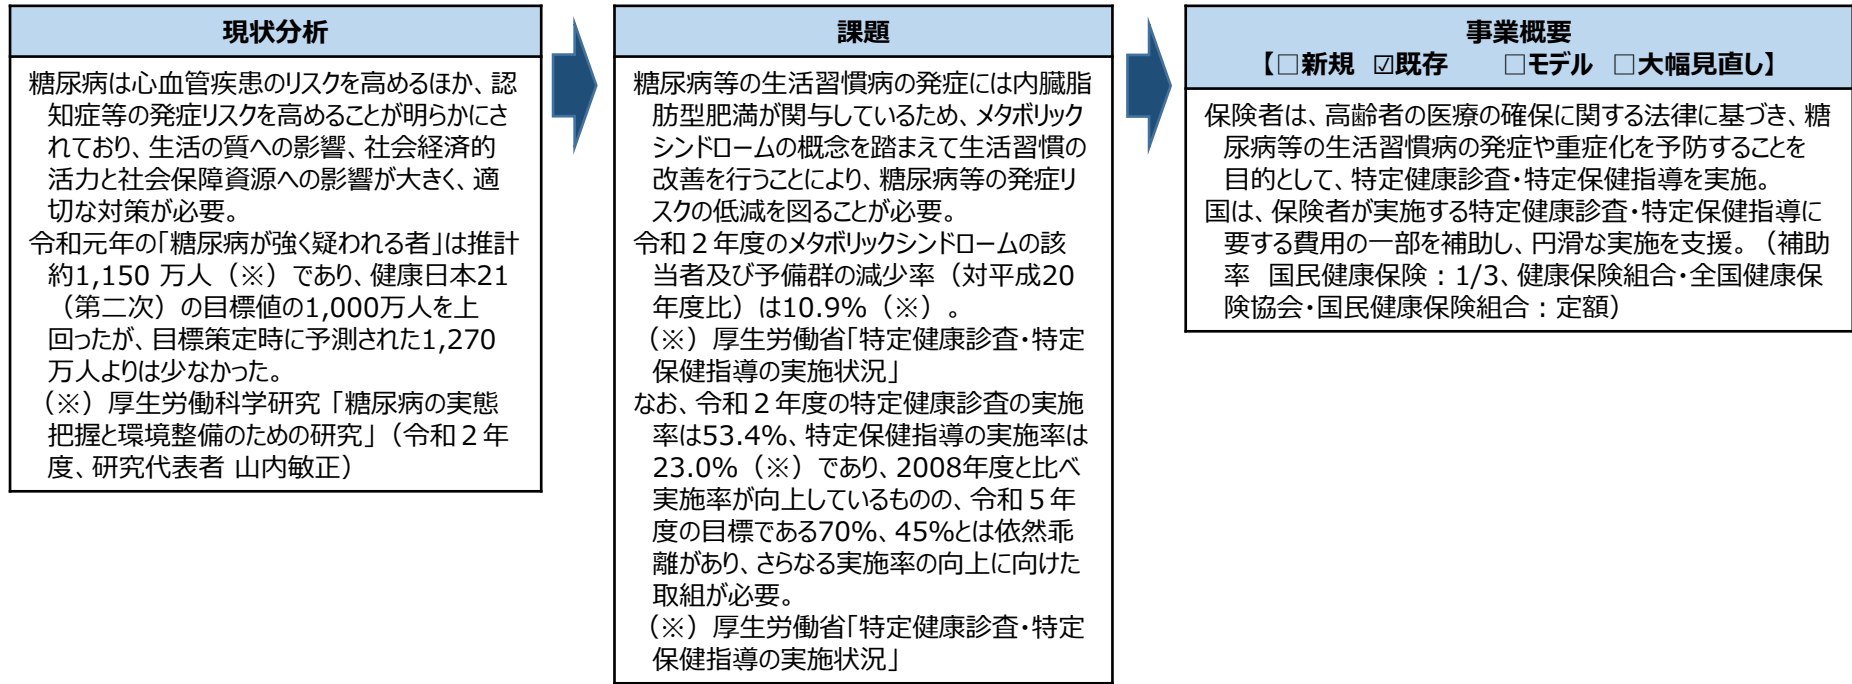 現状分析
糖尿病は心血管疾患のリスクを高めるほか、認
知症等の発症リスクを高めることが明らかにさ
れており、生活の質への影響、社会経済的
活力と社会保障資源への影響が大きく、適
切な対策が必要。
令和元年の「糖尿病が強く疑われる者」は推計
約1,150 万人（※）であり、健康日本21
（第二次）の目標値の1,000万人を上
回ったが、目標策定時に予測された1,270
万人よりは少なかった。
（※）厚生労働科学研究「糖尿病の実態
把握と環境整備のための研究」（令和２年
度、研究代表者 山内敏正）
課題
糖尿病等の生活習慣病の発症には内臓脂
肪型肥満が関与しているため、メタボリック
シンドロームの概念を踏まえて生活習慣の
改善を行うことにより、糖尿病等の発症リ
スクの低減を図ることが必要。
令和２年度のメタボリックシンドロームの該
当者及び予備群の減少率（対平成20
年度比）は10.9%（※）。
（※）厚生労働省「特定健康診査・特定
保健指導の実施状況」
なお、令和２年度の特定健康診査の実施
率は53.4%、特定保健指導の実施率は
23.0%（※）であり、2008年度と比べ
実施率が向上しているものの、令和５年
度の目標である70%、45%とは依然乖
離があり、さらなる実施率の向上に向けた
取組が必要。
（※）厚生労働省「特定健康診査・特定
保健指導の実施状況」
事業概要
【□新規 ☑既存 □モデル □大幅見直し】
保険者は、高齢者の医療の確保に関する法律に基づき、糖
尿病等の生活習慣病の発症や重症化を予防することを
目的として、特定健康診査・特定保健指導を実施。
国は、保険者が実施する特定健康診査・特定保健指導に
要する費用の一部を補助し、円滑な実施を支援。（補助
率 国民健康保険：1/3、健康保険組合・全国健康保
険協会・国民健康保険組合：定額）